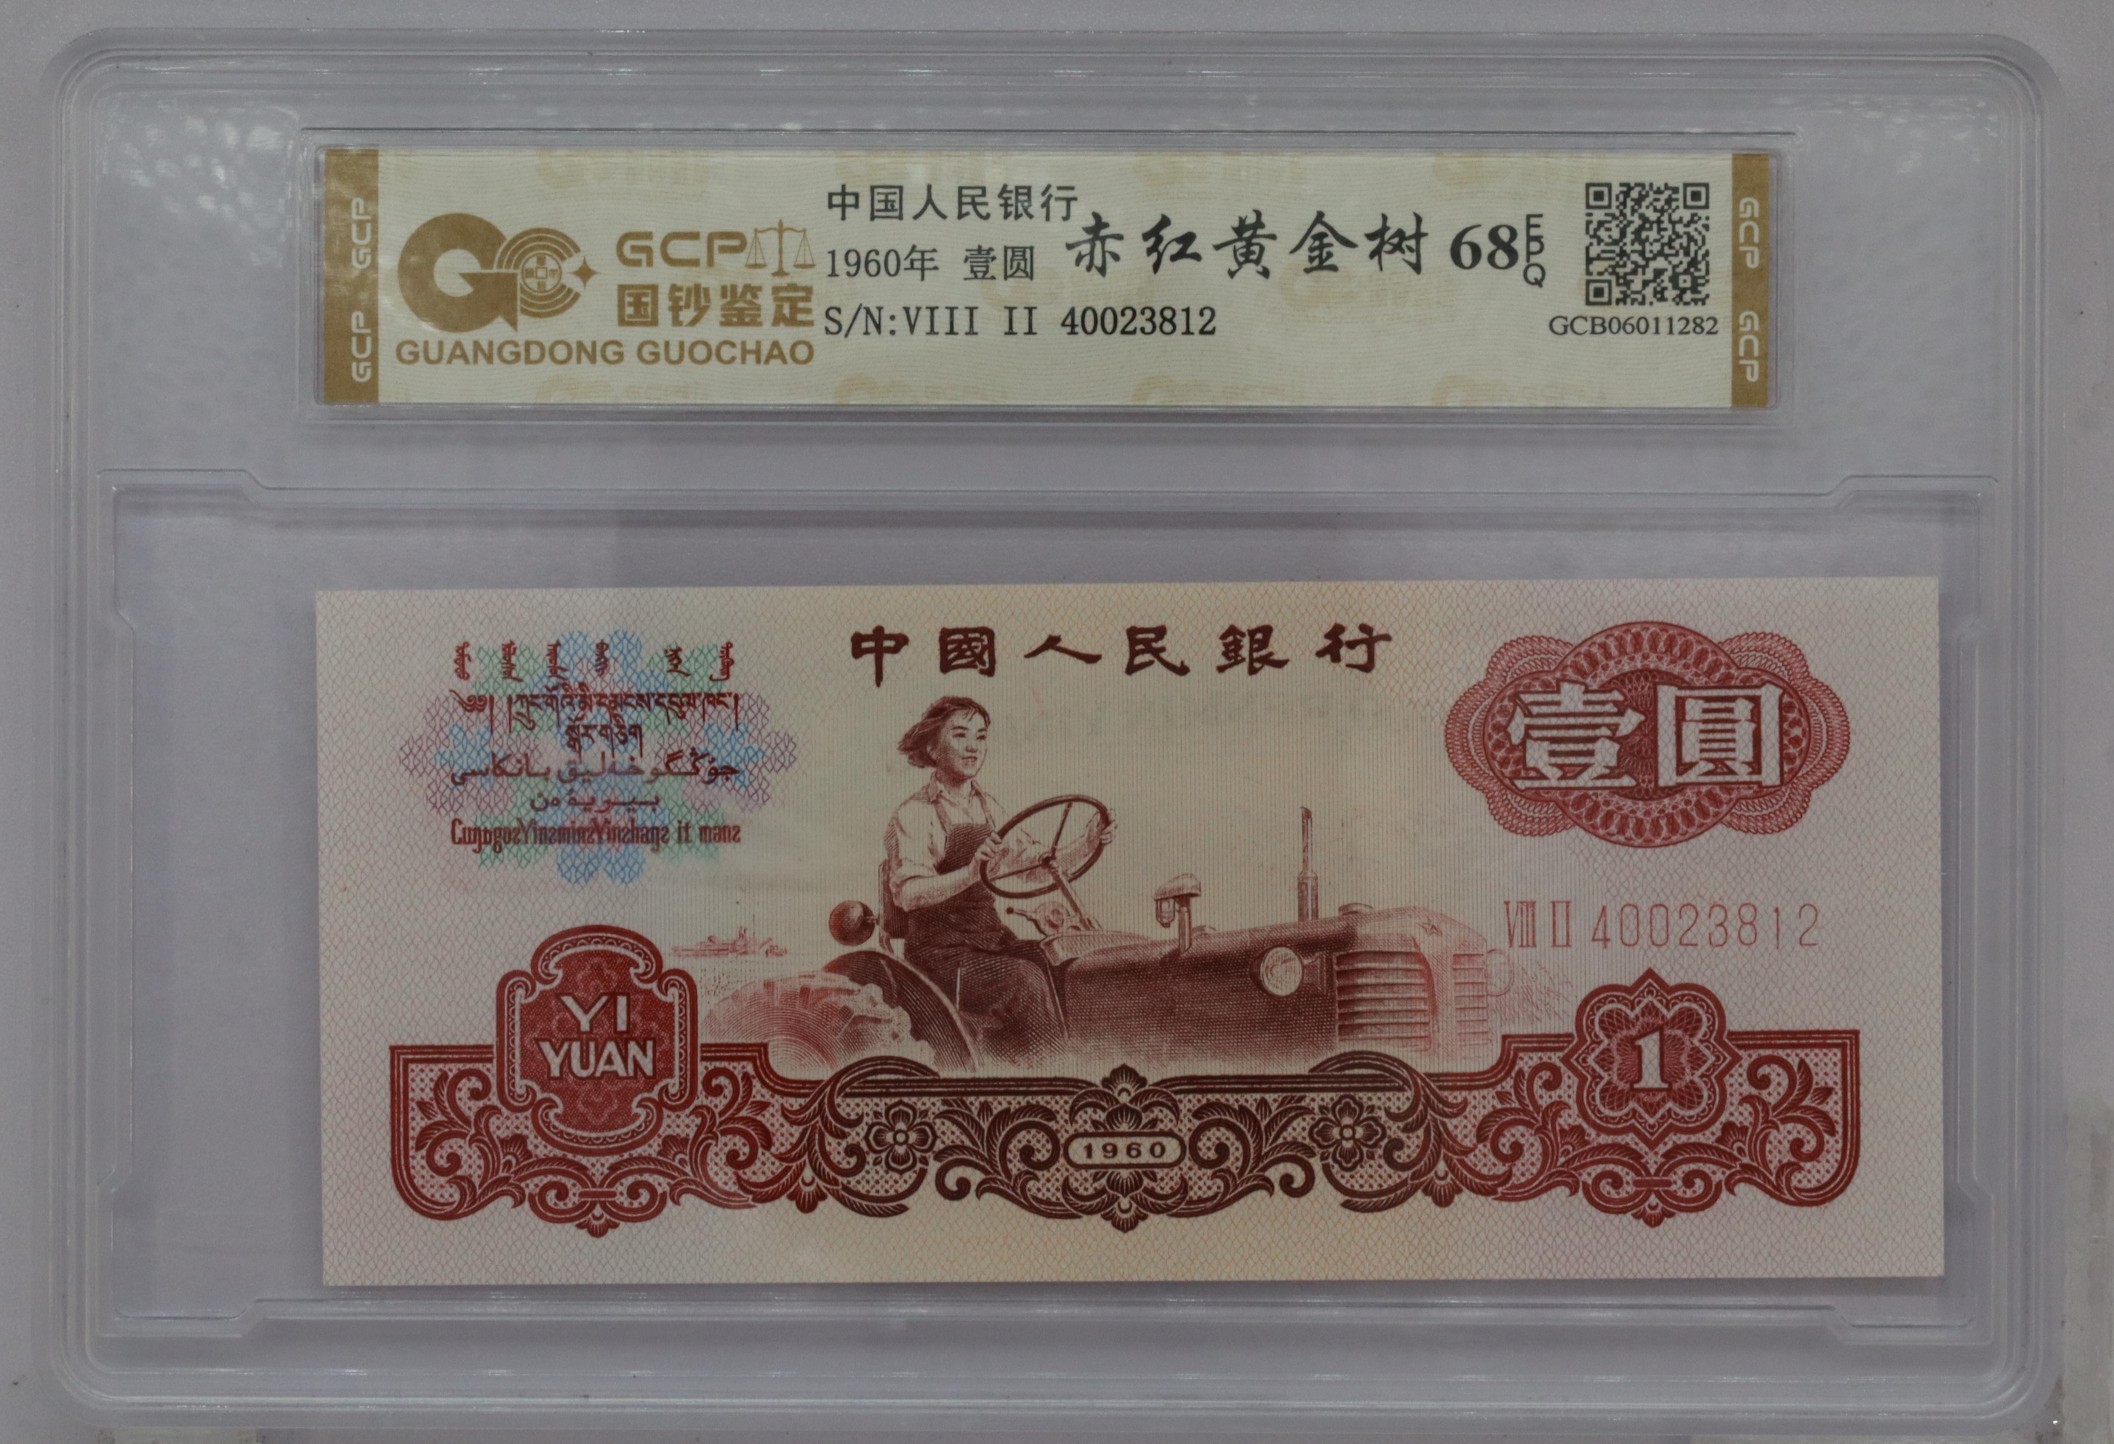 GCP GCP
GCP
国钞鉴定
GUANGDONG GUOCHAO
中国人民银行
1960年 壹圆
S/N:VIII II 40023812
赤红黄金树 68 EPQ
GCB06011282
GCP GCP
中國人民銀行
壹圓
VIII II 40023812
YI
YUAN
1
1960